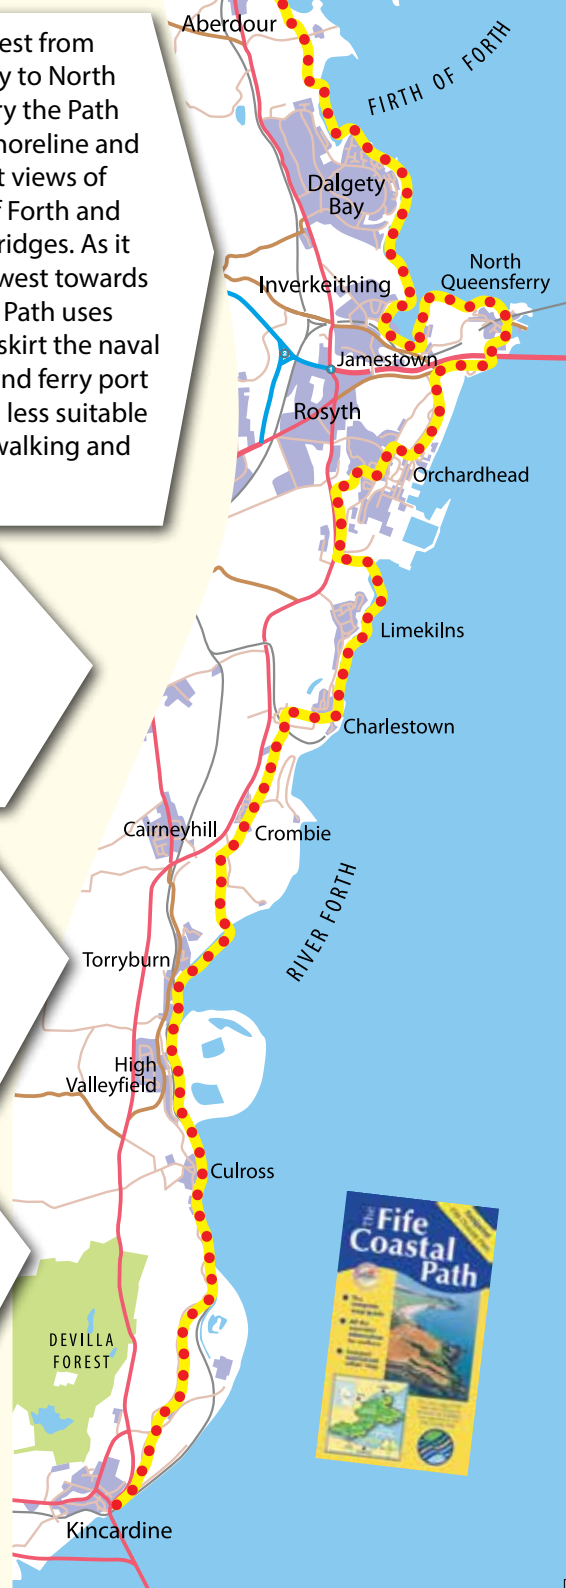 est from
y to North
ry the Path
horeline and
t views of
f Forth and
ridges. As it
west towards
Path uses
skirt the naval
nd ferry port
less suitable
walking and
Aberdour
FIRTH OF FORTH
Dalgety
Bay
Inverkeithing
North
Queensferry
Jamestown
Rosyth
Orchardhead
Limekilns
Charlestown
Cairneyhill
Crombie
RIVER FORTH
Torryburn
High
Valleyfield
Culross
DEVILLA
FOREST
Kincardine
The Fife
Coastal
Path